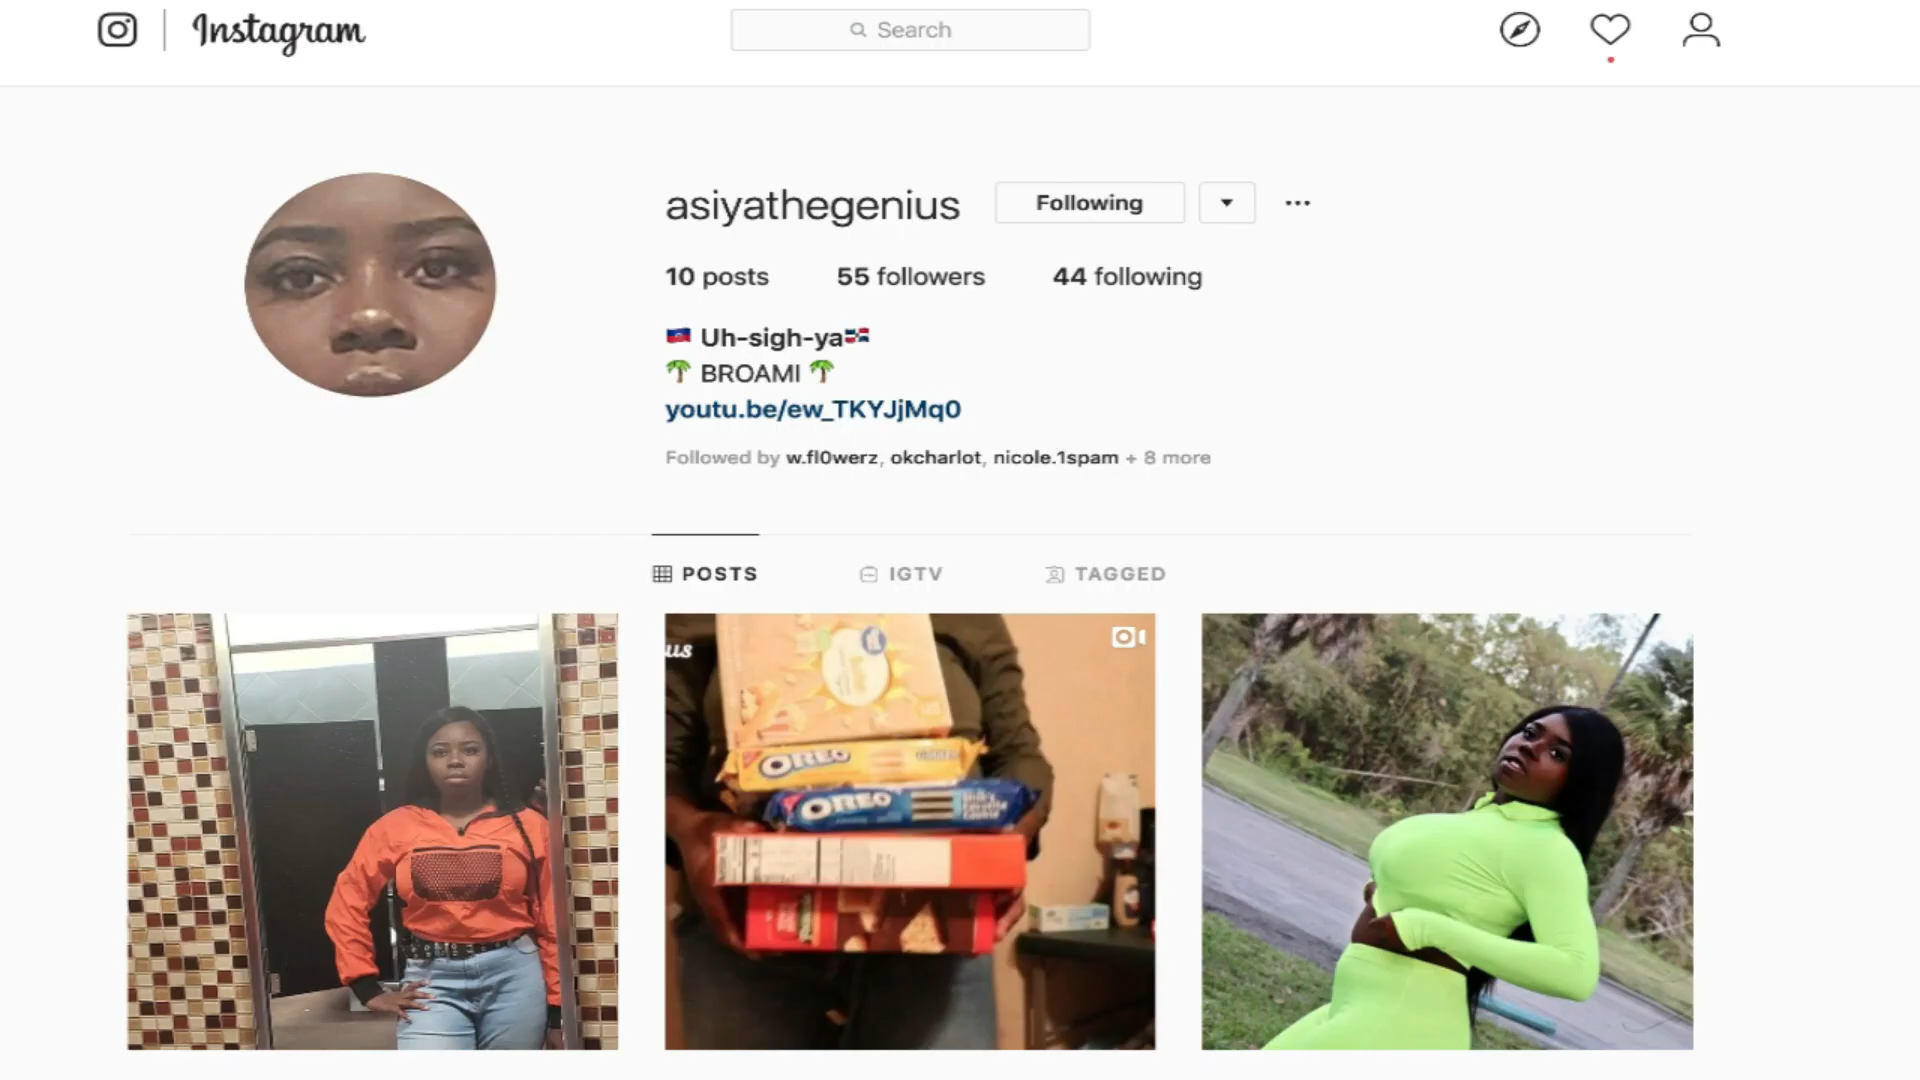 Instagram
Search
asiyathegenius
Following
10 posts 55 followers 44 following
🇭🇹 Uh-sigh-ya🇩🇴
🌴 BROAMI 🌴
youtu.be/ew_TKYJjMq0
Followed by w.fl0werz, okcharlot, nicole.1spam + 8 more
POSTS IGTV TAGGED
us
OREO
OREO